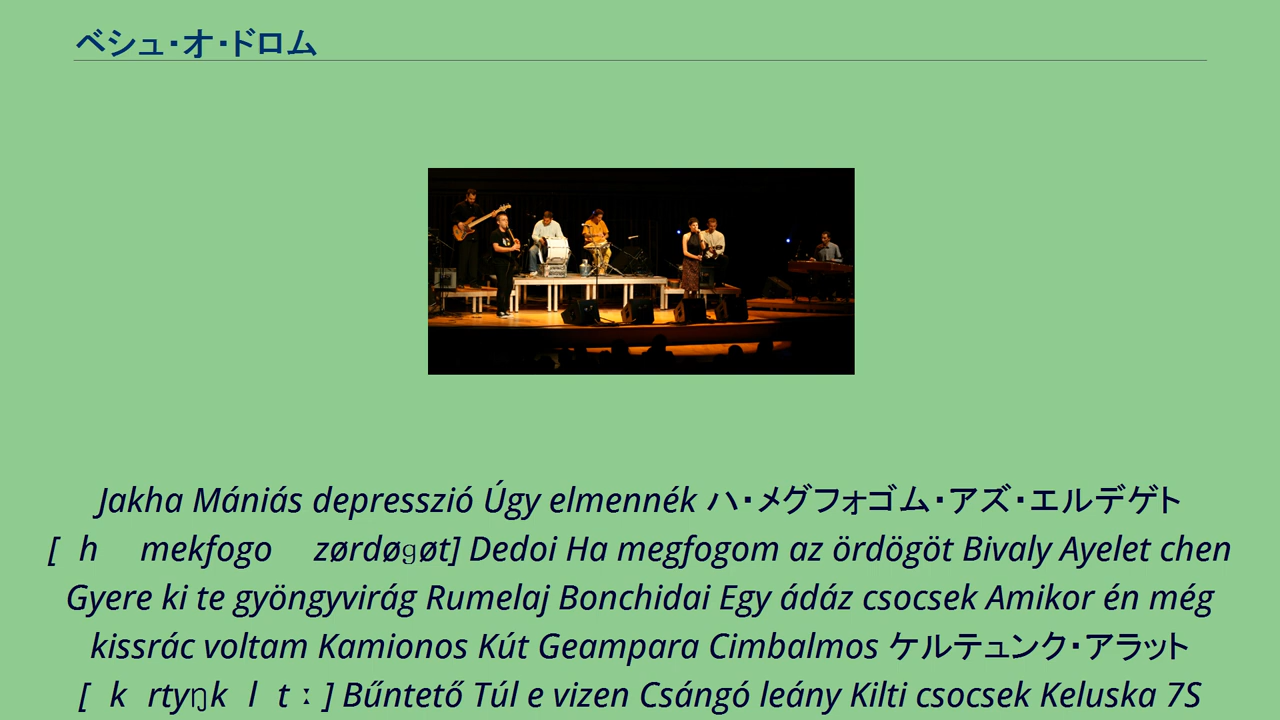 ベシュ・オ・ドロム
Jakha Mániás depresszió Úgy elmennék ハ・メグフォゴム・アズ・エルデゲト
[ h mekfogo zørdøɡøt] Dedoi Ha megfogom az ördögöt Bivaly Ayelet chen
Gyere ki te gyöngyvirág Rumelaj Bonchidai Egy ádáz csocsek Amikor én még
kissrác voltam Kamionos Kút Geampara Cimbalmos ケルテュンク・アラット
[ k rtyŋk l t ː ] Bűntető Túl e vizen Csángó leány Kilti csocsek Keluska 7S